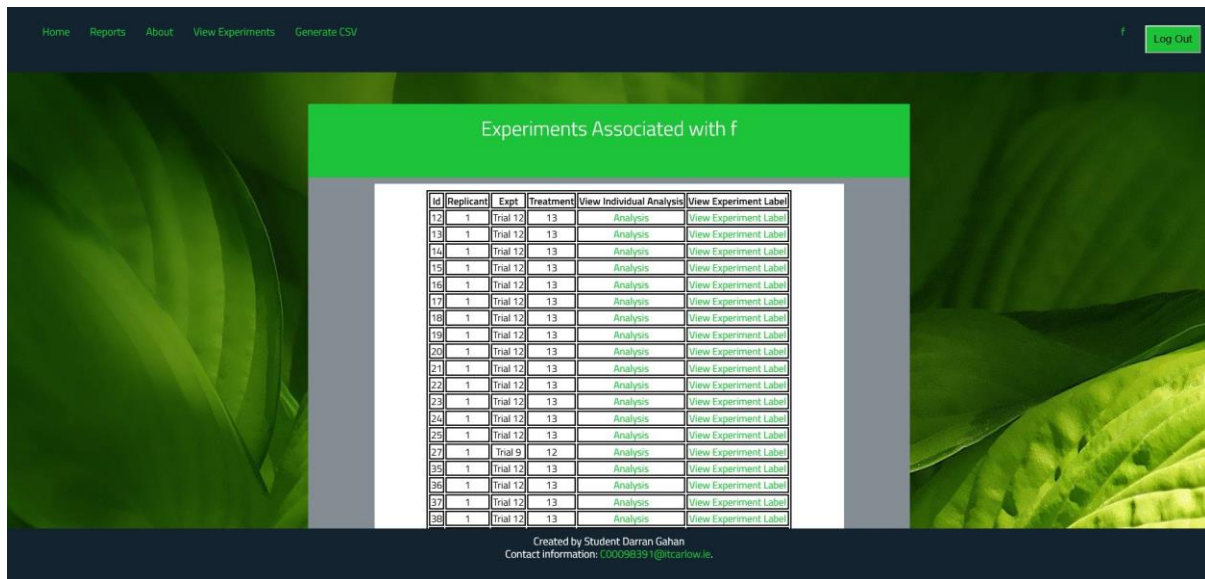 Home Reports About View Experiments Generate CSV f Log Out
Experiments Associated with f
Id Replicant Expt Treatment View Individual Analysis View Experiment Label
12 1 Trial 12 13 Analysis View Experiment Label
13 1 Trial 12 13 Analysis View Experiment Label
14 1 Trial 12 13 Analysis View Experiment Label
15 1 Trial 12 13 Analysis View Experiment Label
16 1 Trial 12 13 Analysis View Experiment Label
17 1 Trial 12 13 Analysis View Experiment Label
18 1 Trial 12 13 Analysis View Experiment Label
19 1 Trial 12 13 Analysis View Experiment Label
20 1 Trial 12 13 Analysis View Experiment Label
21 1 Trial 12 13 Analysis View Experiment Label
22 1 Trial 12 13 Analysis View Experiment Label
23 1 Trial 12 13 Analysis View Experiment Label
24 1 Trial 12 13 Analysis View Experiment Label
25 1 Trial 12 13 Analysis View Experiment Label
27 1 Trial 9 12 Analysis View Experiment Label
35 1 Trial 12 13 Analysis View Experiment Label
36 1 Trial 12 13 Analysis View Experiment Label
37 1 Trial 12 13 Analysis View Experiment Label
38 1 Trial 12 13 Analysis View Experiment Label
Created by Student Darran Gahan
Contact information: C00098391@itcarlow.ie.